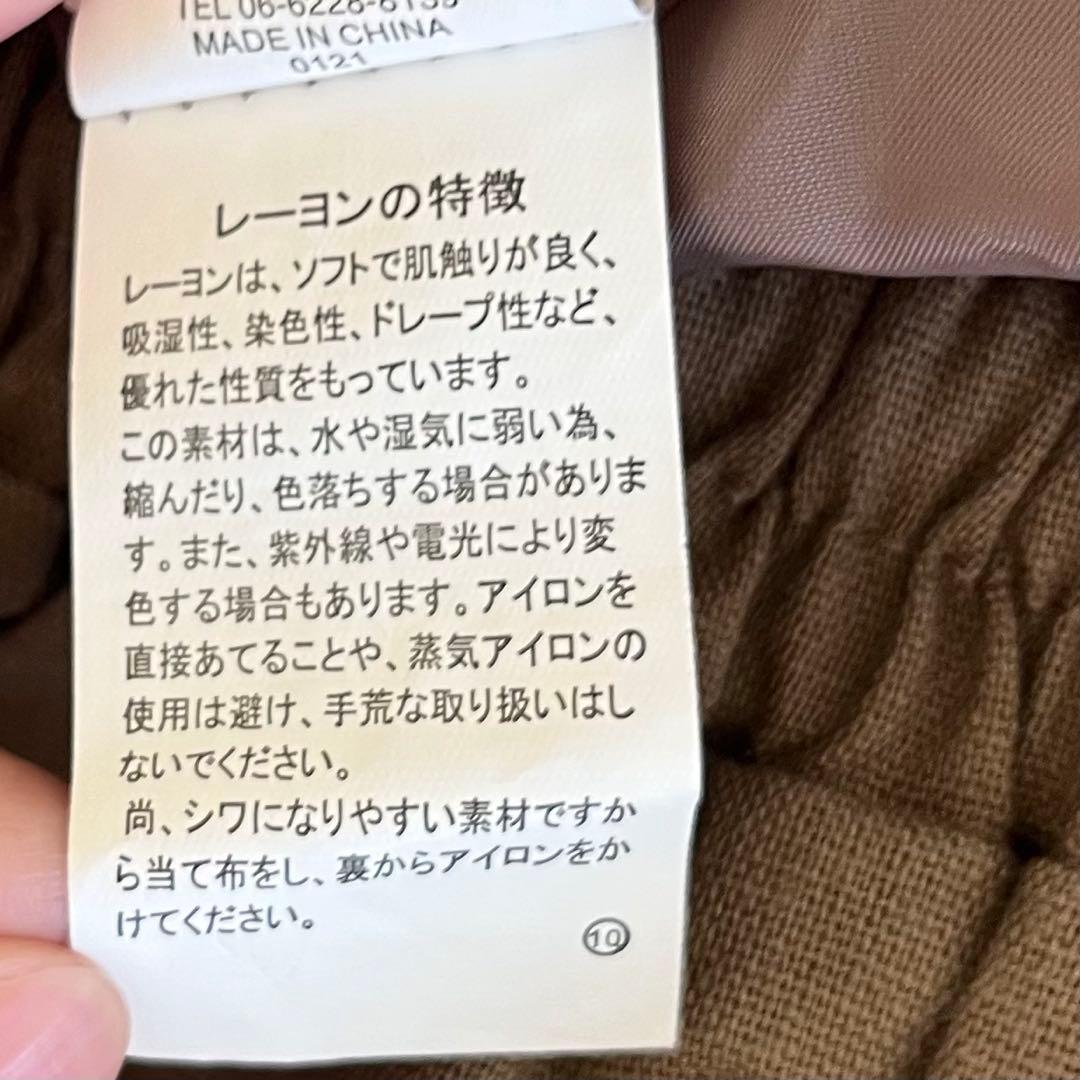 MADE IN CHINA
0121
レーヨンの特徴
レーヨンは、ソフトで肌触りが良く、
吸湿性、染色性、ドレープ性など、
優れた性質をもっています。
この素材は、水や湿気に弱い為、
縮んだり、色落ちする場合がありま
す。また、紫外線や電光により変
色する場合もあります。アイロンを
直接あてることや、蒸気アイロンの
使用は避け、手荒な取り扱いはし
ないでください。
尚、シワになりやすい素材ですか
ら当て布をし、裏からアイロンをか
けてください。
⑩